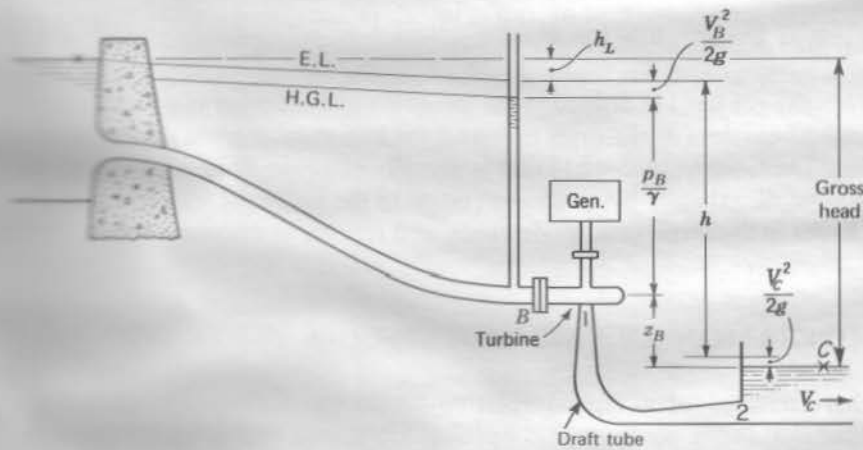 E.L.
h_L
V_B^2/2g
H.G.L.
p_B/γ
Gen.
h
Gross
head
V_C^2/2g
B
Turbine
1
z_B
C
2
V_C
Draft tube